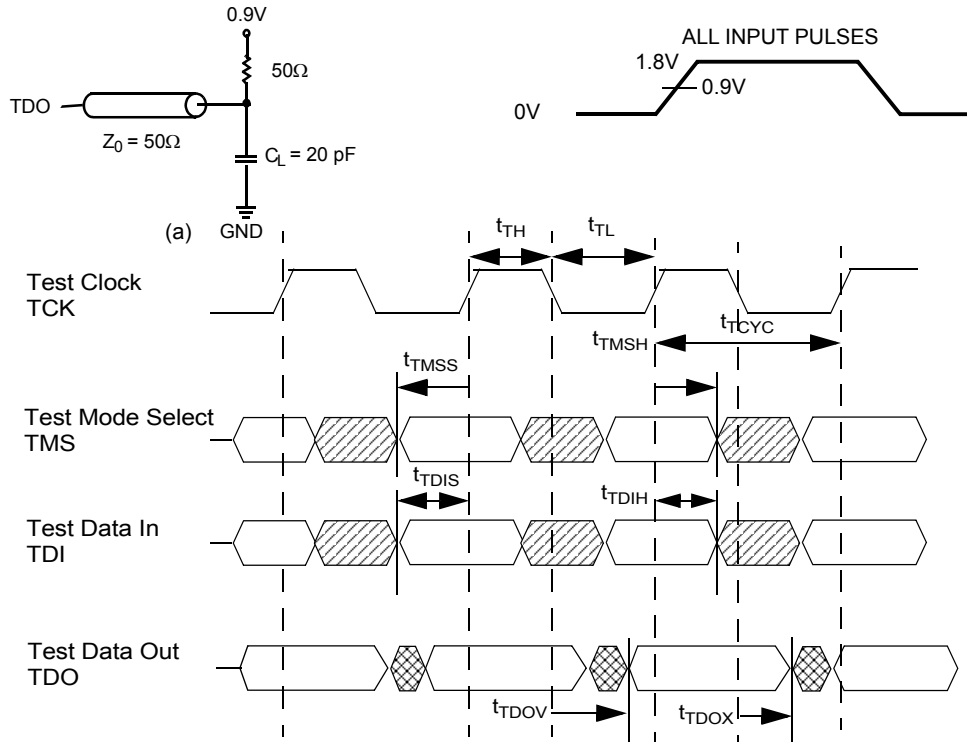 0.9V
50Ω
TDO
Z0 = 50Ω
CL = 20 pF
(a)
GND
ALL INPUT PULSES
1.8V
0.9V
0V
tTH
tTL
Test Clock
TCK
tTCYC
tTMSH
tTMSS
Test Mode Select
TMS
tTDIS
tTDIH
Test Data In
TDI
Test Data Out
TDO
tTDOV
tTDOX